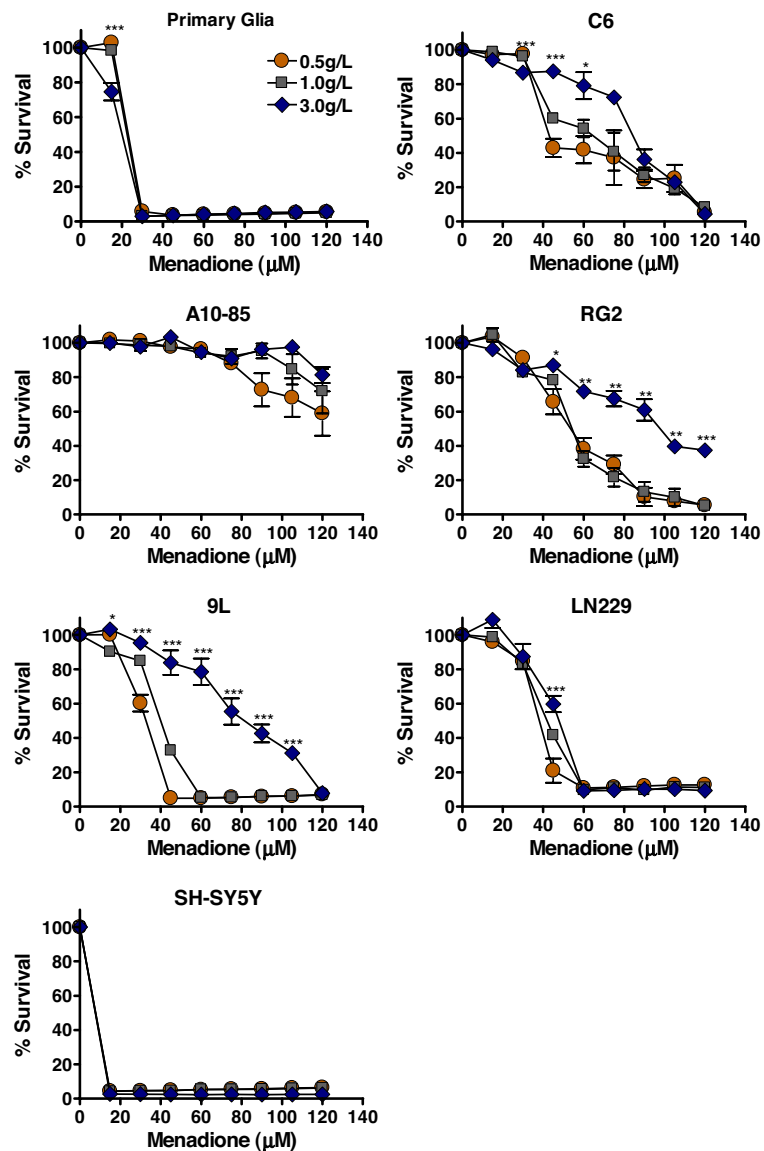 Primary Glia
***
100
80
60
40
20
0
% Survival
0.5g/L
1.0g/L
3.0g/L
0 20 40 60 80 100 120 140
Menadione (μM)
C6
*** *** *
100
80
60
40
20
0
% Survival
0 20 40 60 80 100 120 140
Menadione (μM)
A10-85
100
80
60
40
20
0
% Survival
0 20 40 60 80 100 120 140
Menadione (μM)
RG2
* ** ** ** ** ***
100
80
60
40
20
0
% Survival
0 20 40 60 80 100 120 140
Menadione (μM)
9L
* *** *** *** *** *** ***
100
80
60
40
20
0
% Survival
0 20 40 60 80 100 120 140
Menadione (μM)
LN229
***
100
80
60
40
20
0
% Survival
0 20 40 60 80 100 120 140
Menadione (μM)
SH-SY5Y
100
80
60
40
20
0
% Survival
0 20 40 60 80 100 120 140
Menadione (μM)